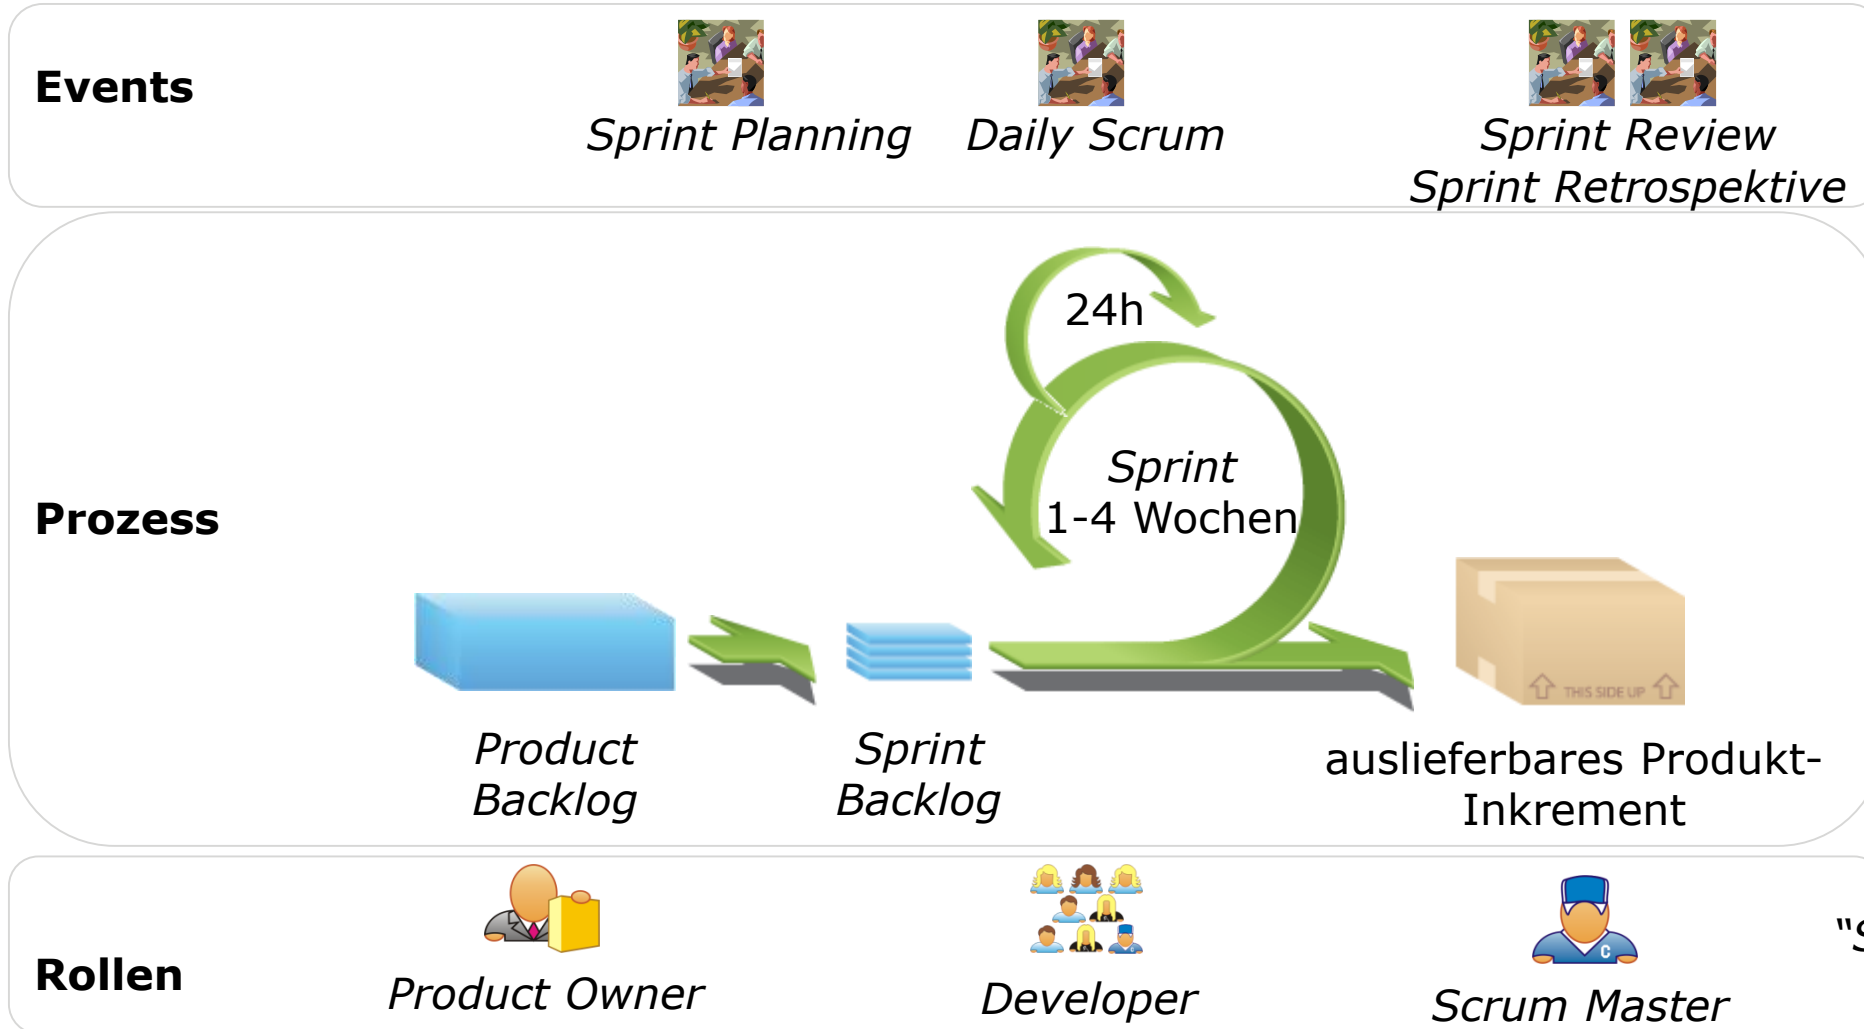 Events
Sprint Planning
Daily Scrum
Sprint Review
Sprint Retrospektive
Prozess
24h
Sprint
1-4 Wochen
THIS SIDE UP
Product
Backlog
Sprint
Backlog
auslieferbares Produkt-
Inkrement
Rollen
Product Owner
Developer
C
Scrum Master